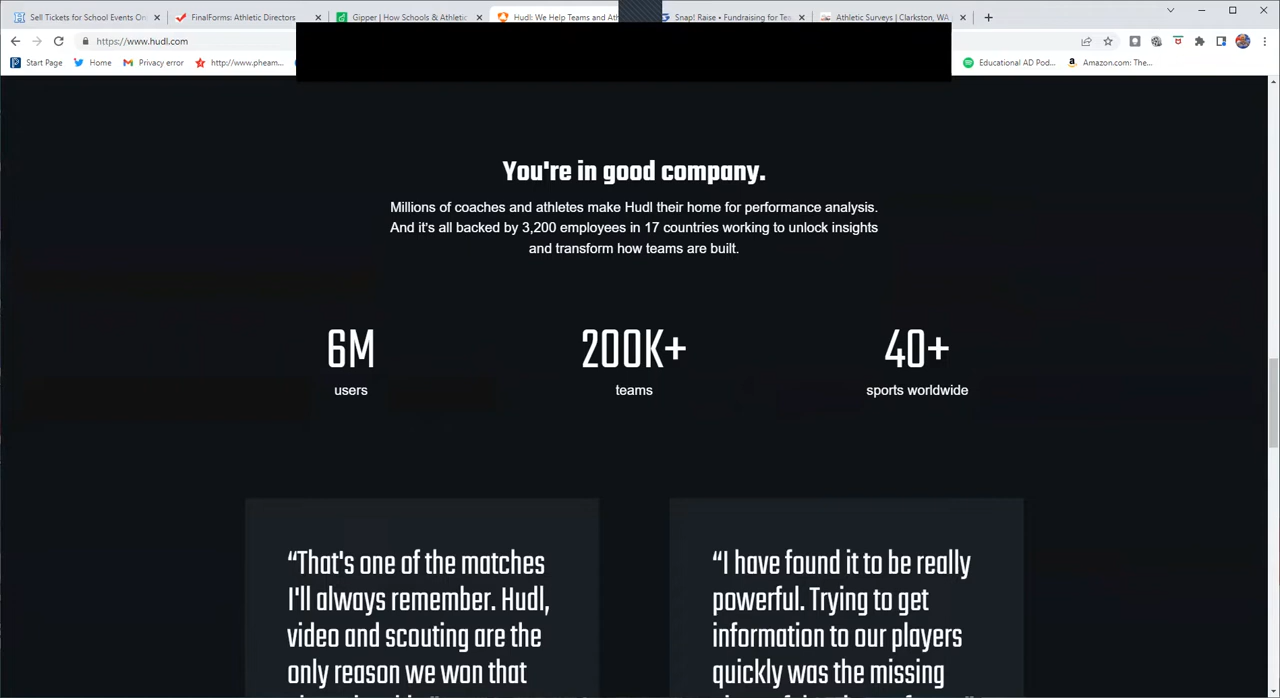 Sell Tickets for School Events On
FinalForms: Athletic Directors
Gipper | How Schools & Athletic
Hudl: We Help Teams and Ath
Snap! Raise • Fundraising for Tea
Athletic Surveys | Clarkston, WA
https://www.hudl.com
Start Page
Home
Privacy error
http://www.pheam...
Educational AD Pod...
Amazon.com: The...
You're in good company.
Millions of coaches and athletes make Hudl their home for performance analysis.
And it's all backed by 3,200 employees in 17 countries working to unlock insights
and transform how teams are built.
6M
users
200K+
teams
40+
sports worldwide
“That's one of the matches
I'll always remember. Hudl,
video and scouting are the
only reason we won that
“I have found it to be really
powerful. Trying to get
information to our players
quickly was the missing